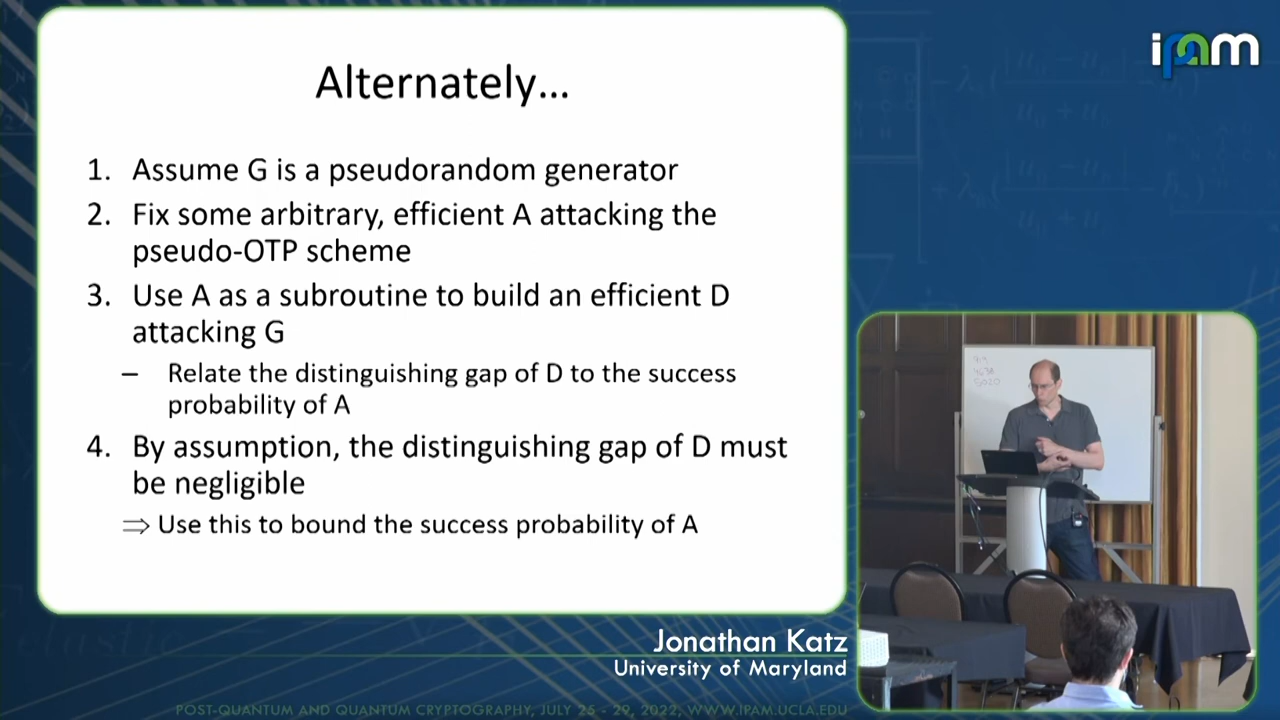 ipam
Alternately...
1. Assume G is a pseudorandom generator
2. Fix some arbitrary, efficient A attacking the
pseudo-OTP scheme
3. Use A as a subroutine to build an efficient D
attacking G
– Relate the distinguishing gap of D to the success
probability of A
4. By assumption, the distinguishing gap of D must
be negligible
⇒ Use this to bound the success probability of A
Jonathan Katz
University of Maryland
POST-QUANTUM AND QUANTUM CRYPTOGRAPHY, JULY 25 - 29, 2022, WWW.IPAM.UCLA.EDU